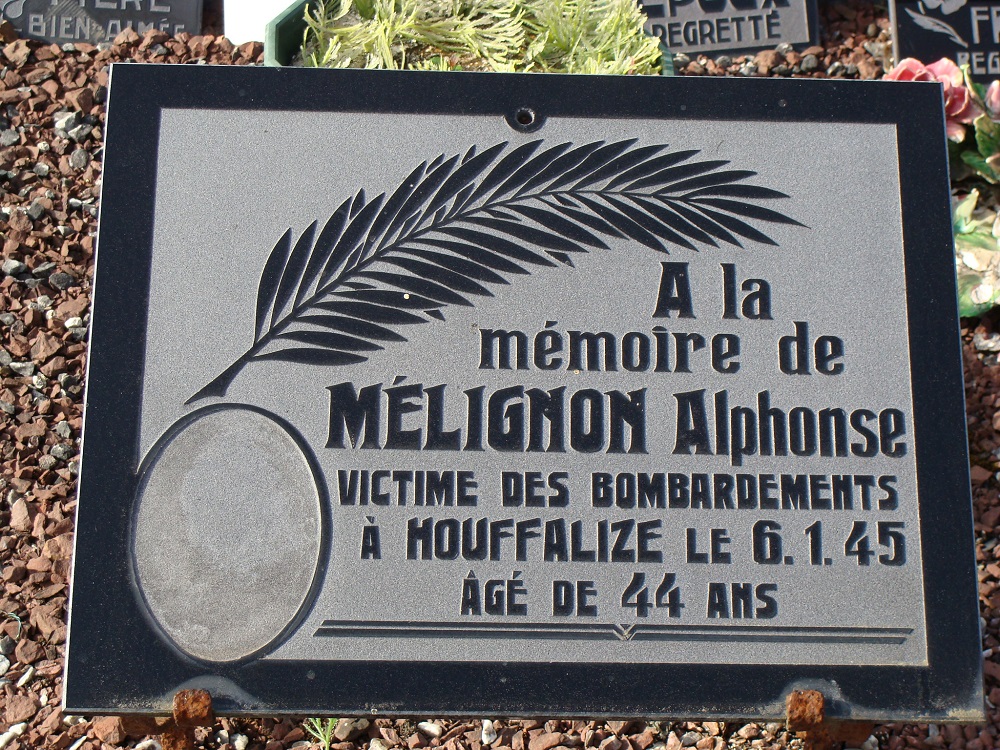 BIEN AIMÉ
REGRETTÉ
A la
mémoire de
MÉLIGNON Alphonse
VICTIME DES BOMBARDEMENTS
À HOUFFALIZE LE 6.1.45
ÂGÉ DE 44 ANS